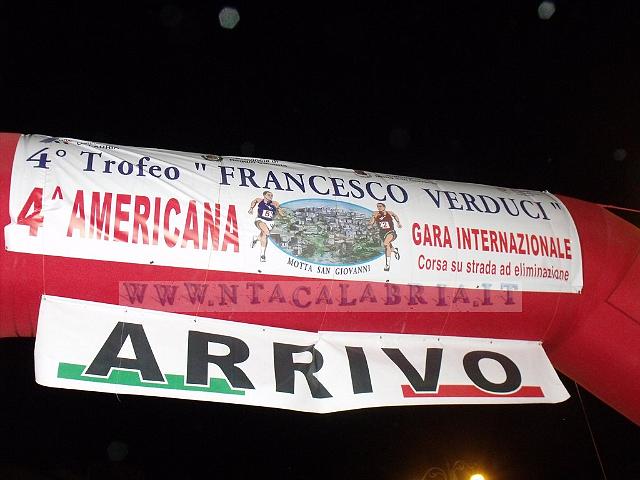 4° Trofeo "FRANCESCO VERDUCI"
4^AMERICANA
MOTTA SAN GIOVANNI
GARA INTERNAZIONALE
Corsa su strada ad eliminazione
WWW.NTACALABRIA.IT
ARRIVO